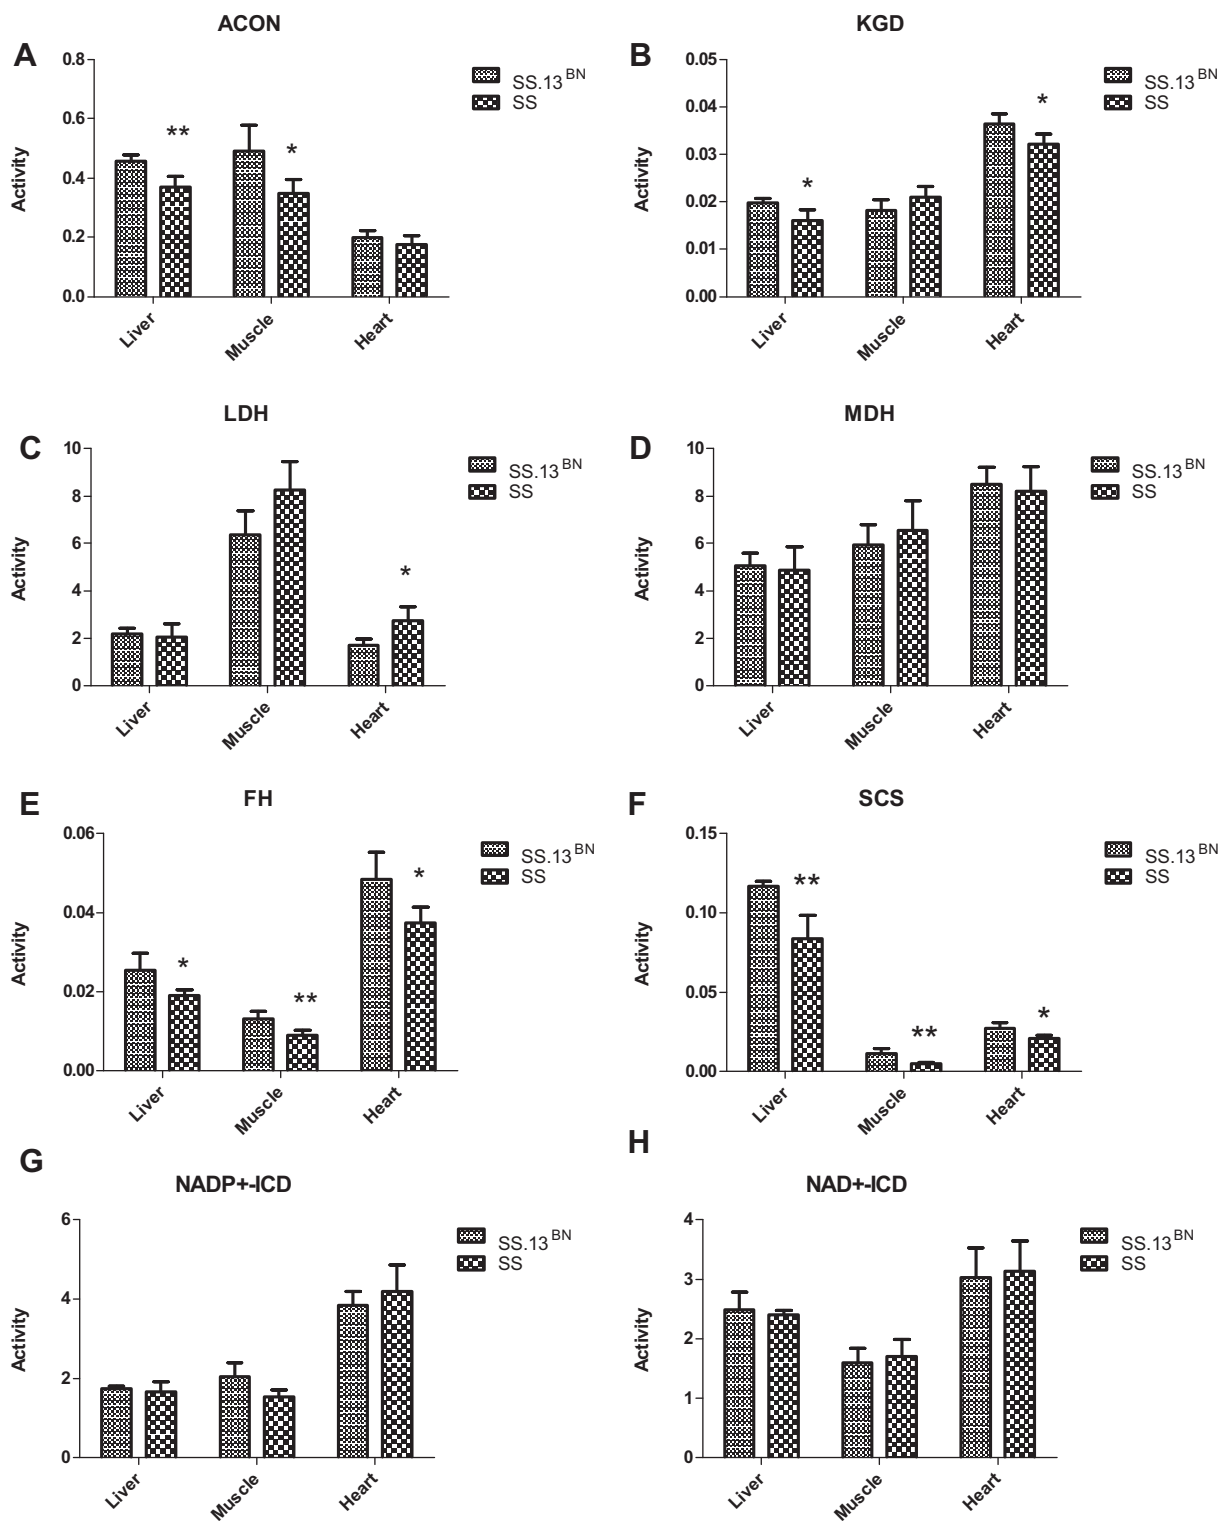 A
ACON
0.8
0.6
0.4
0.2
0.0
Activity
**
*
Liver
Muscle
Heart
SS.13BN
SS
B
KGD
0.05
0.04
0.03
0.02
0.01
0.00
Activity
*
*
Liver
Muscle
Heart
SS.13BN
SS
C
LDH
10
8
6
4
2
0
Activity
*
Liver
Muscle
Heart
SS.13BN
SS
D
MDH
10
8
6
4
2
0
Activity
Liver
Muscle
Heart
SS.13BN
SS
E
FH
0.06
0.04
0.02
0.00
Activity
*
**
*
Liver
Muscle
Heart
SS.13BN
SS
F
SCS
0.15
0.10
0.05
0.00
Activity
**
**
*
Liver
Muscle
Heart
SS.13BN
SS
G
NADP+-ICD
6
4
2
0
Activity
Liver
Muscle
Heart
SS.13BN
SS
H
NAD+-ICD
4
3
2
1
0
Activity
Liver
Muscle
Heart
SS.13BN
SS